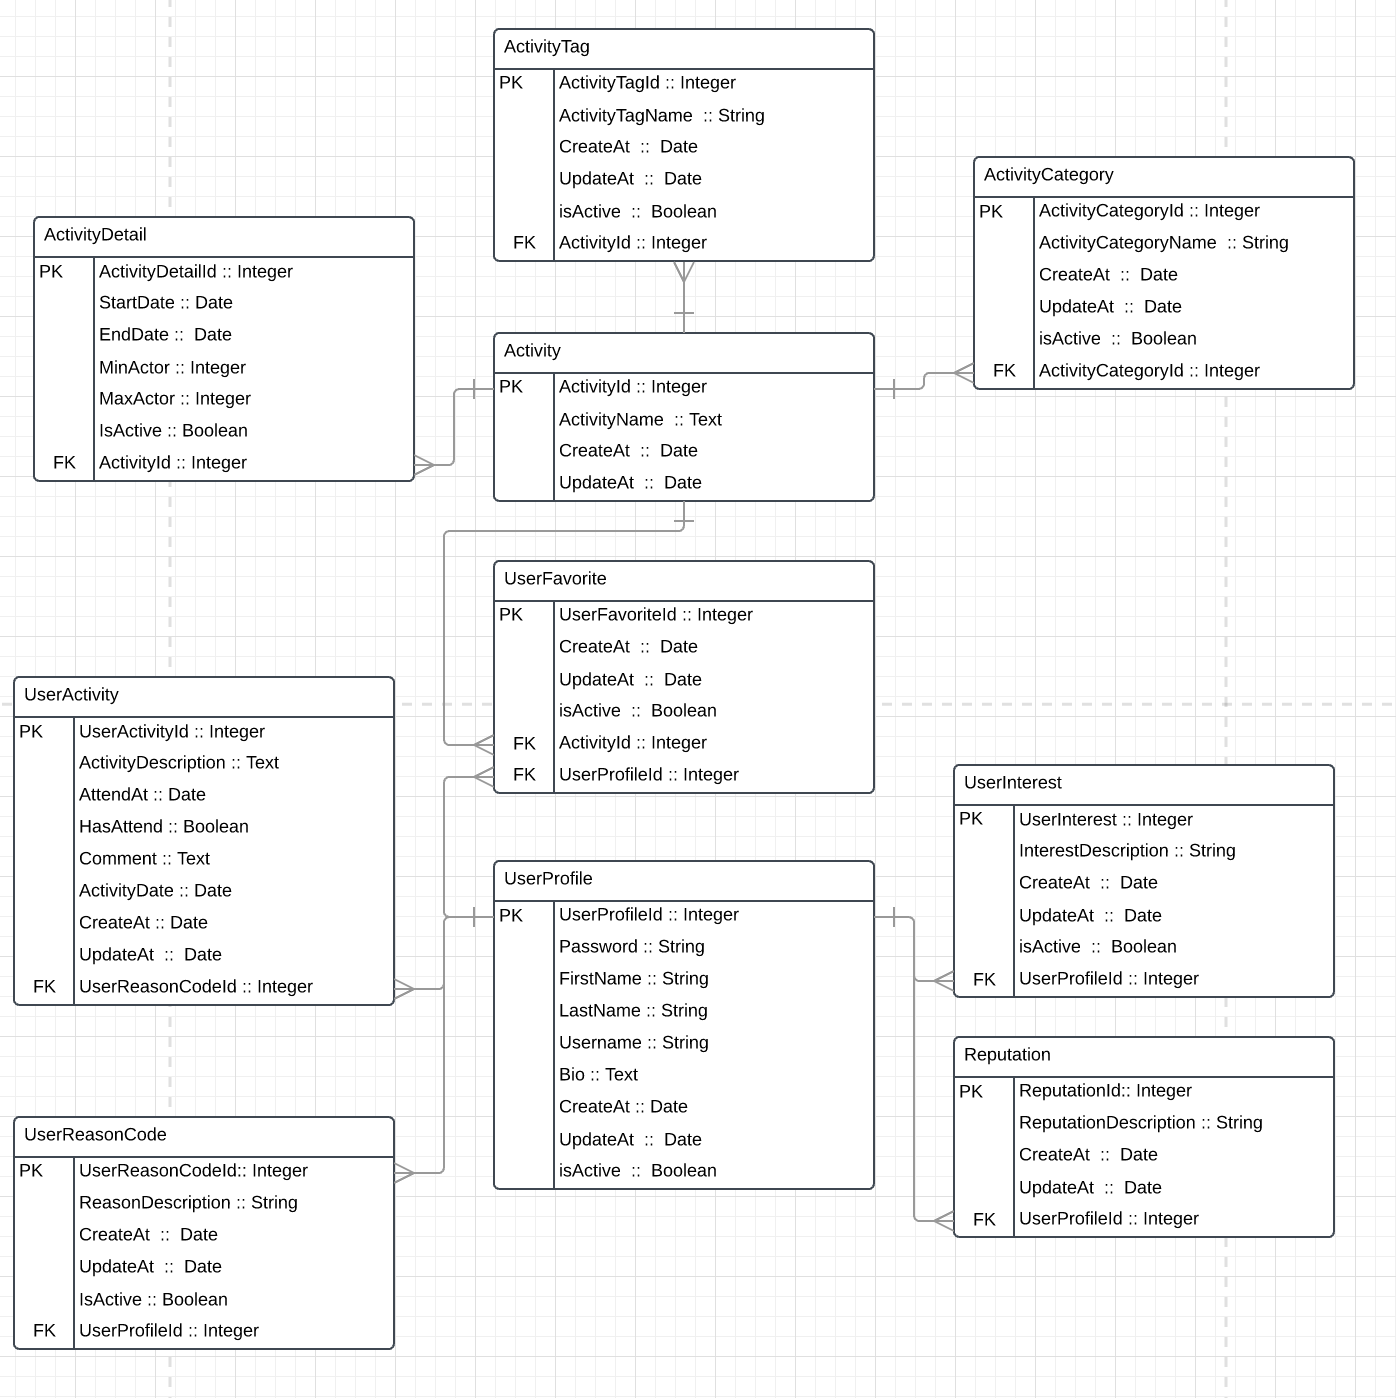 ActivityTag
PK ActivityTagId :: Integer
ActivityTagName :: String
CreateAt :: Date
UpdateAt :: Date
isActive :: Boolean
FK ActivityId :: Integer
ActivityCategory
PK ActivityCategoryId :: Integer
ActivityCategoryName :: String
CreateAt :: Date
UpdateAt :: Date
isActive :: Boolean
FK ActivityCategoryId :: Integer
ActivityDetail
PK ActivityDetailId :: Integer
StartDate :: Date
EndDate :: Date
MinActor :: Integer
MaxActor :: Integer
IsActive :: Boolean
FK ActivityId :: Integer
Activity
PK ActivityId :: Integer
ActivityName :: Text
CreateAt :: Date
UpdateAt :: Date
UserFavorite
PK UserFavoriteId :: Integer
CreateAt :: Date
UpdateAt :: Date
isActive :: Boolean
FK ActivityId :: Integer
FK UserProfileId :: Integer
UserActivity
PK UserActivityId :: Integer
ActivityDescription :: Text
AttendAt :: Date
HasAttend :: Boolean
Comment :: Text
ActivityDate :: Date
CreateAt :: Date
UpdateAt :: Date
FK UserReasonCodeId :: Integer
UserInterest
PK UserInterest :: Integer
InterestDescription :: String
CreateAt :: Date
UpdateAt :: Date
isActive :: Boolean
FK UserProfileId :: Integer
UserProfile
PK UserProfileId :: Integer
Password :: String
FirstName :: String
LastName :: String
Username :: String
Bio :: Text
CreateAt :: Date
UpdateAt :: Date
isActive :: Boolean
Reputation
PK ReputationId:: Integer
ReputationDescription :: String
CreateAt :: Date
UpdateAt :: Date
FK UserProfileId :: Integer
UserReasonCode
PK UserReasonCodeId:: Integer
ReasonDescription :: String
CreateAt :: Date
UpdateAt :: Date
IsActive :: Boolean
FK UserProfileId :: Integer